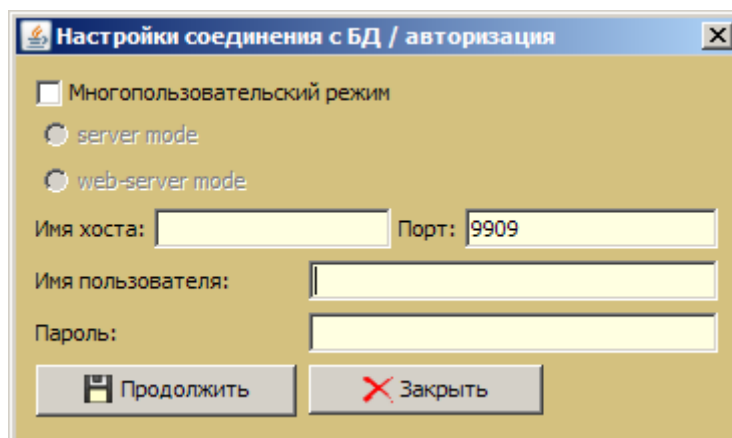 Настройки соединения с БД / авторизация
Многопользовательский режим
server mode
web-server mode
Имя хоста: Порт: 9909
Имя пользователя:
Пароль:
Продолжить Закрыть